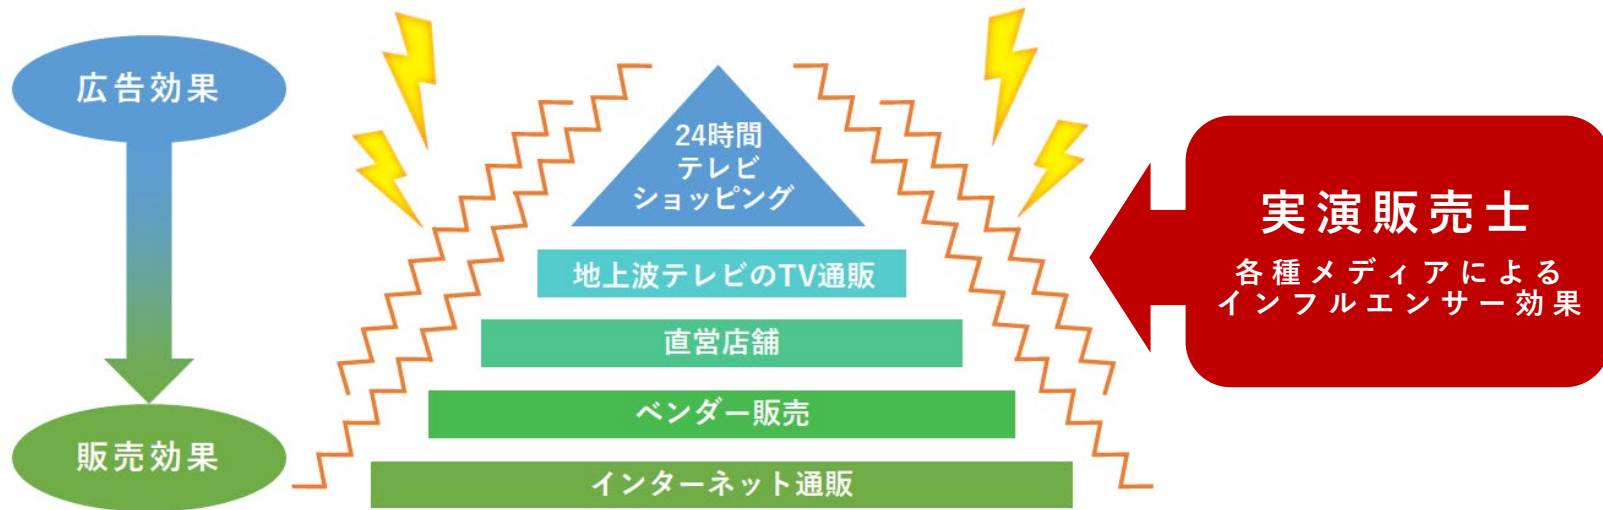 広告効果
販売効果
24時間
テレビ
ショッピング
地上波テレビのTV通販
直営店舗
ベンダー販売
インターネット通販
実演販売士
各種メディアによる
インフルエンサー効果